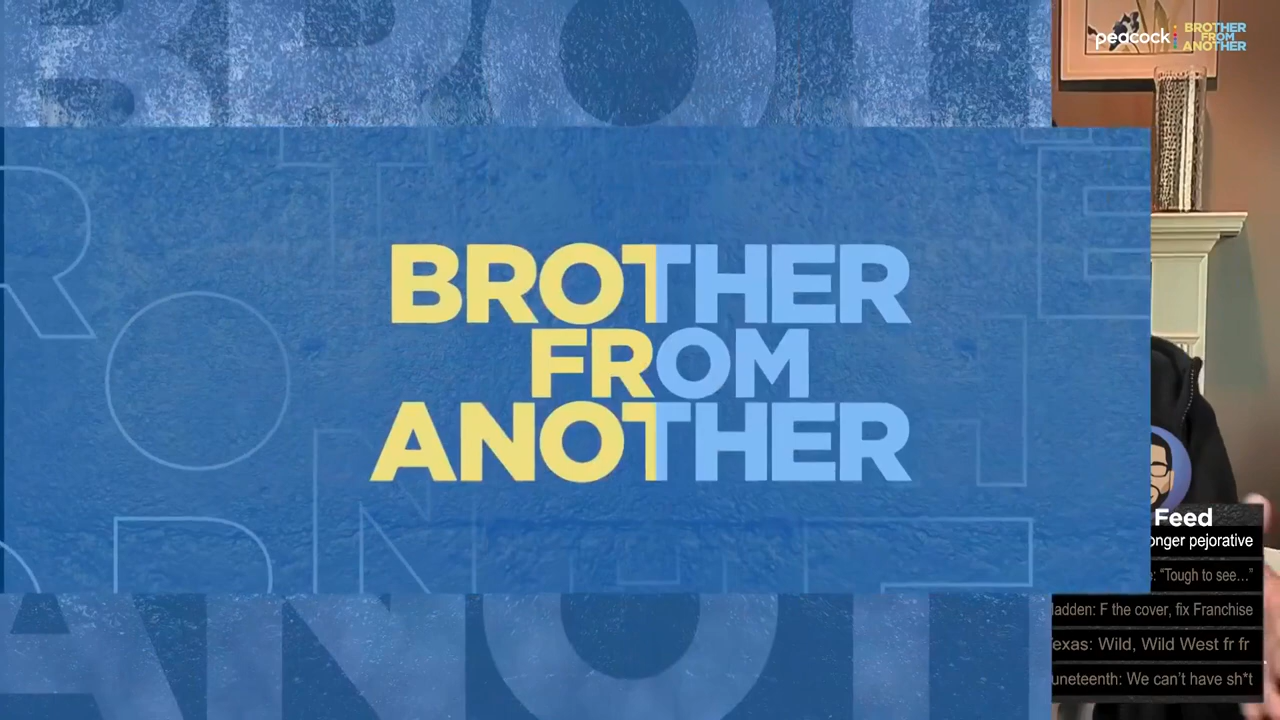 peacock
BROTHER
FROM
ANOTHER
BROTHER
FROM
ANOTHER
Feed
onger pejorative
: “Tough to see…”
adden: F the cover, fix Franchise
exas: Wild, Wild West fr fr
uneteenth: We can’t have sh*t